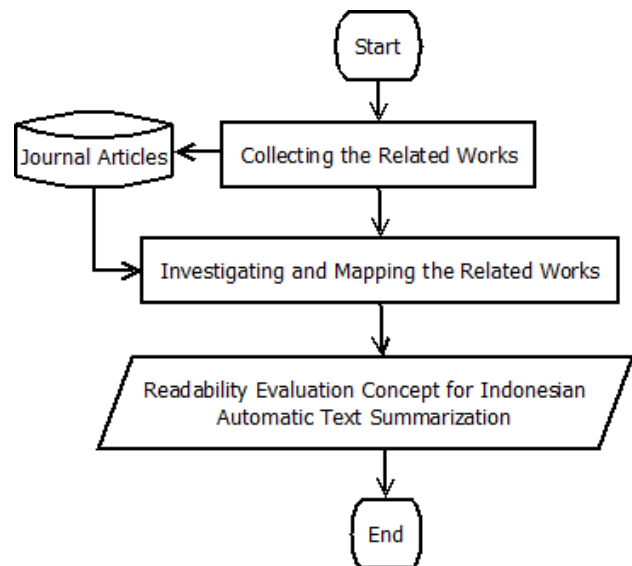 Start
Collecting the Related Works
Journal Articles
Investigating and Mapping the Related Works
Readability Evaluation Concept for Indonesian
Automatic Text Summarization
End